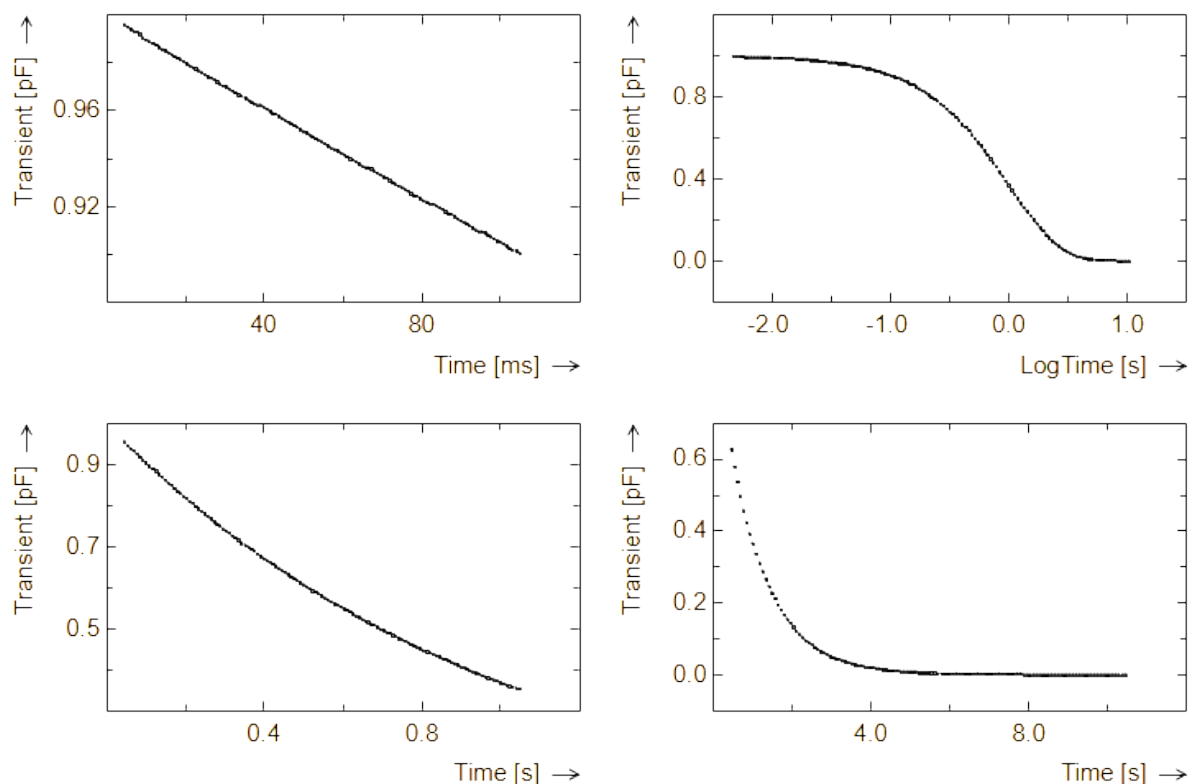 Transient [pF]
0.96
0.92
40 80
Time [ms]
Transient [pF]
0.8
0.4
0.0
-2.0 -1.0 0.0 1.0
LogTime [s]
Transient [pF]
0.9
0.7
0.5
0.4 0.8
Time [s]
Transient [pF]
0.6
0.4
0.2
0.0
4.0 8.0
Time [s]